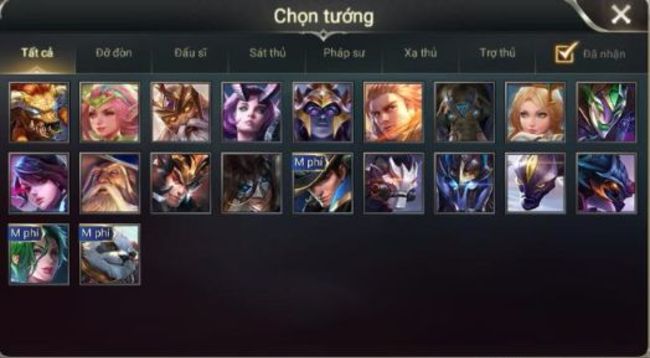 Chọn tướng
Tất cả Đỡ đòn Đấu sĩ Sát thủ Pháp sư Xạ thủ Trợ thủ Đã nhận
M phí
M phí M phí